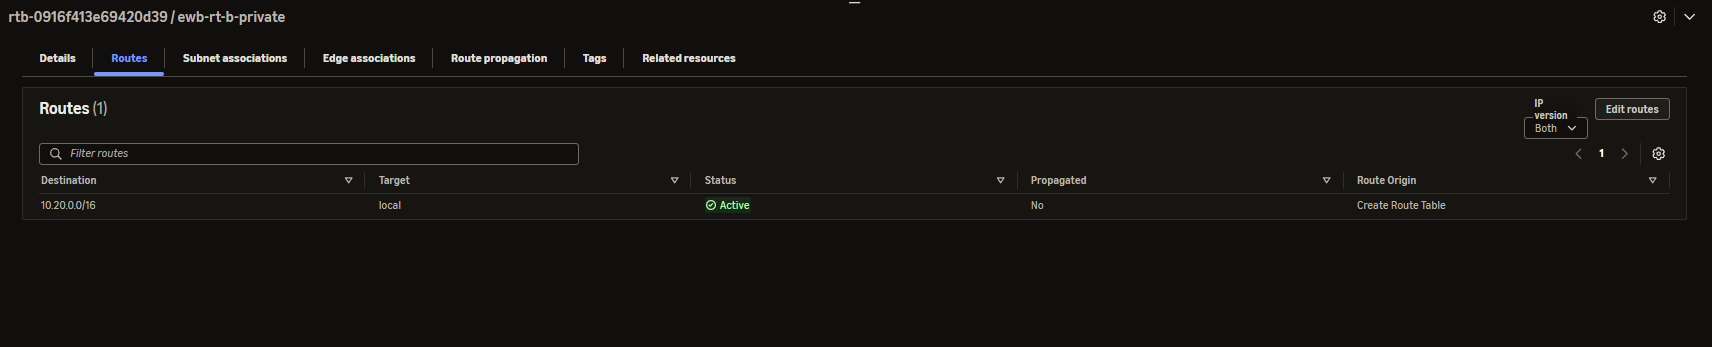 rtb-0916f413e69420d39 / ewb-rt-b-private
Details Routes Subnet associations Edge associations Route propagation Tags Related resources
Routes (1)
IP version
Both
Edit routes
Filter routes
1
Destination Target Status Propagated Route Origin
10.20.0.0/16 local Active No Create Route Table